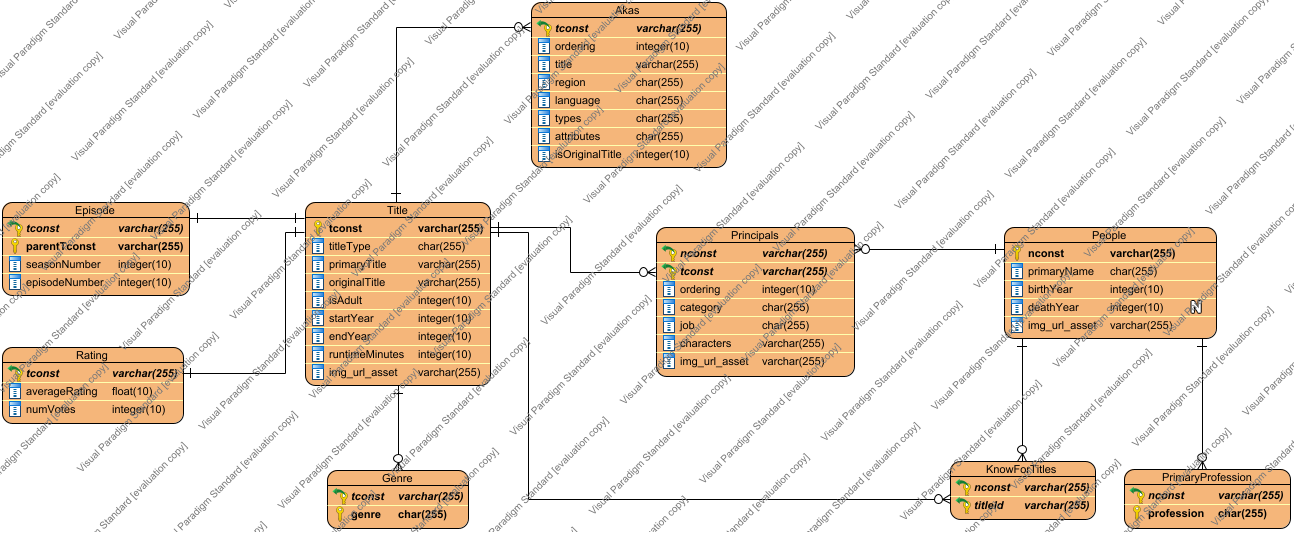 Akas
tconst varchar(255)
ordering integer(10)
title varchar(255)
region char(255)
language char(255)
types char(255)
attributes char(255)
isOriginalTitle integer(10)
Episode
tconst varchar(255)
parentTconst varchar(255)
seasonNumber integer(10)
episodeNumber integer(10)
Title
tconst varchar(255)
titleType char(255)
primaryTitle varchar(255)
originalTitle varchar(255)
isAdult integer(10)
startYear integer(10)
endYear integer(10)
runtimeMinutes integer(10)
img_url_asset varchar(255)
Principals
nconst varchar(255)
tconst varchar(255)
ordering integer(10)
category char(255)
job char(255)
characters varchar(255)
img_url_asset varchar(255)
People
nconst varchar(255)
primaryName char(255)
birthYear integer(10)
deathYear integer(10)
N
img_url_asset varchar(255)
Rating
tconst varchar(255)
averageRating float(10)
numVotes integer(10)
Genre
tconst varchar(255)
genre char(255)
KnowForTitles
nconst varchar(255)
titleId varchar(255)
PrimaryProfession
nconst varchar(255)
profession char(255)
Visual Paradigm Standard [evaluation copy]